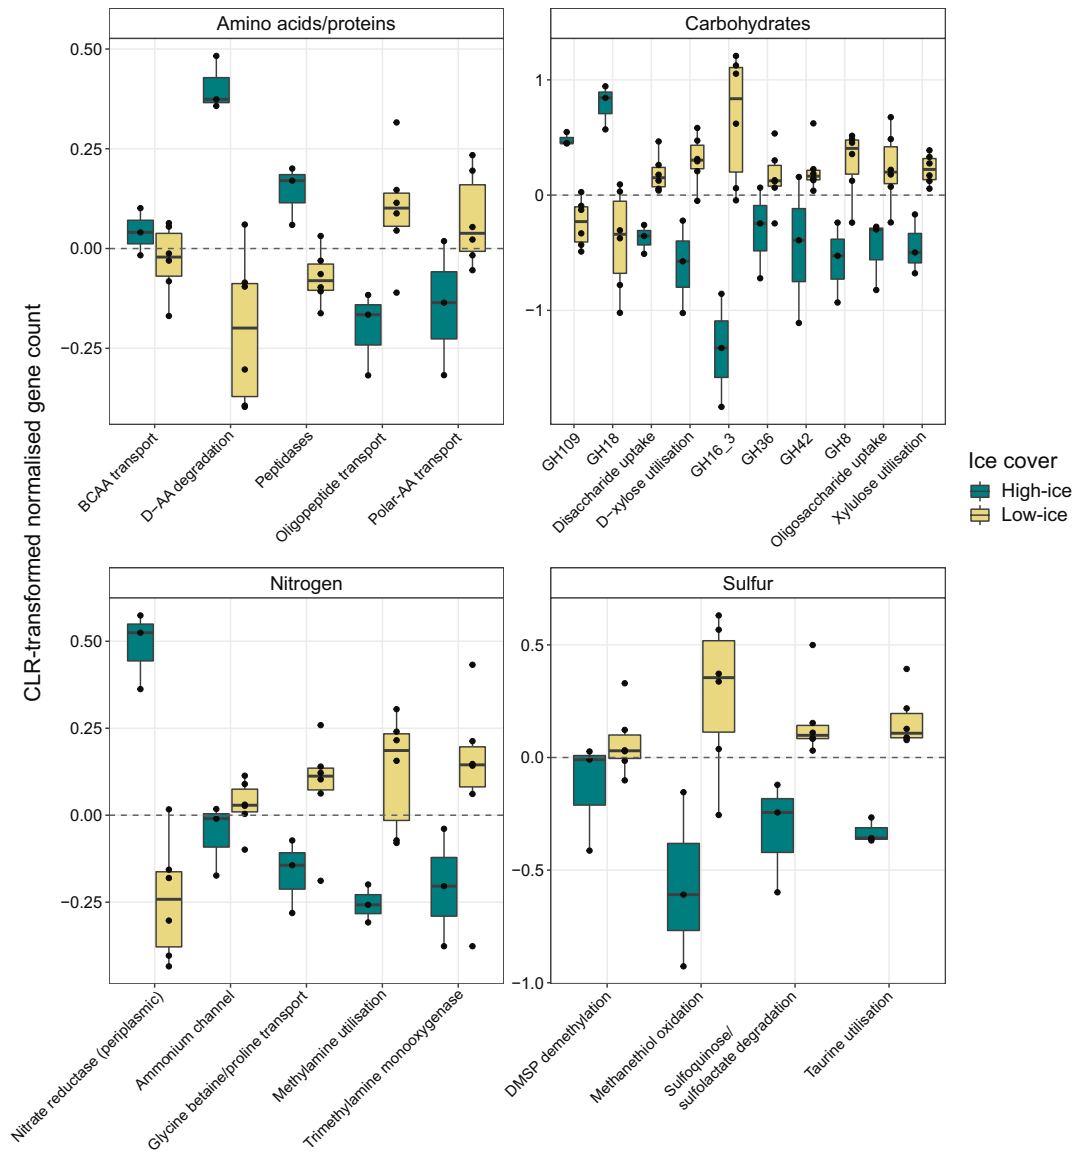 Amino acids/proteins
Carbohydrates
CLR-transformed normalised gene count
0.50
0.25
0.00
−0.25
BCAA transport
D−AA degradation
Peptidases
Oligopeptide transport
Polar−AA transport
1
0
−1
GH109
GH18
Disaccharide uptake
D−xylose utilisation
GH16_3
GH36
GH42
GH8
Oligosaccharide uptake
Xylulose utilisation
Ice cover
High-ice
Low-ice
Nitrogen
Sulfur
0.50
0.25
0.00
−0.25
Nitrate reductase (periplasmic)
Ammonium channel
Glycine betaine/proline transport
Methylamine utilisation
Trimethylamine monooxygenase
0.5
0.0
−0.5
−1.0
DMSP demethylation
Methanethiol oxidation
Sulfoquinose/
sulfolactate degradation
Taurine utilisation